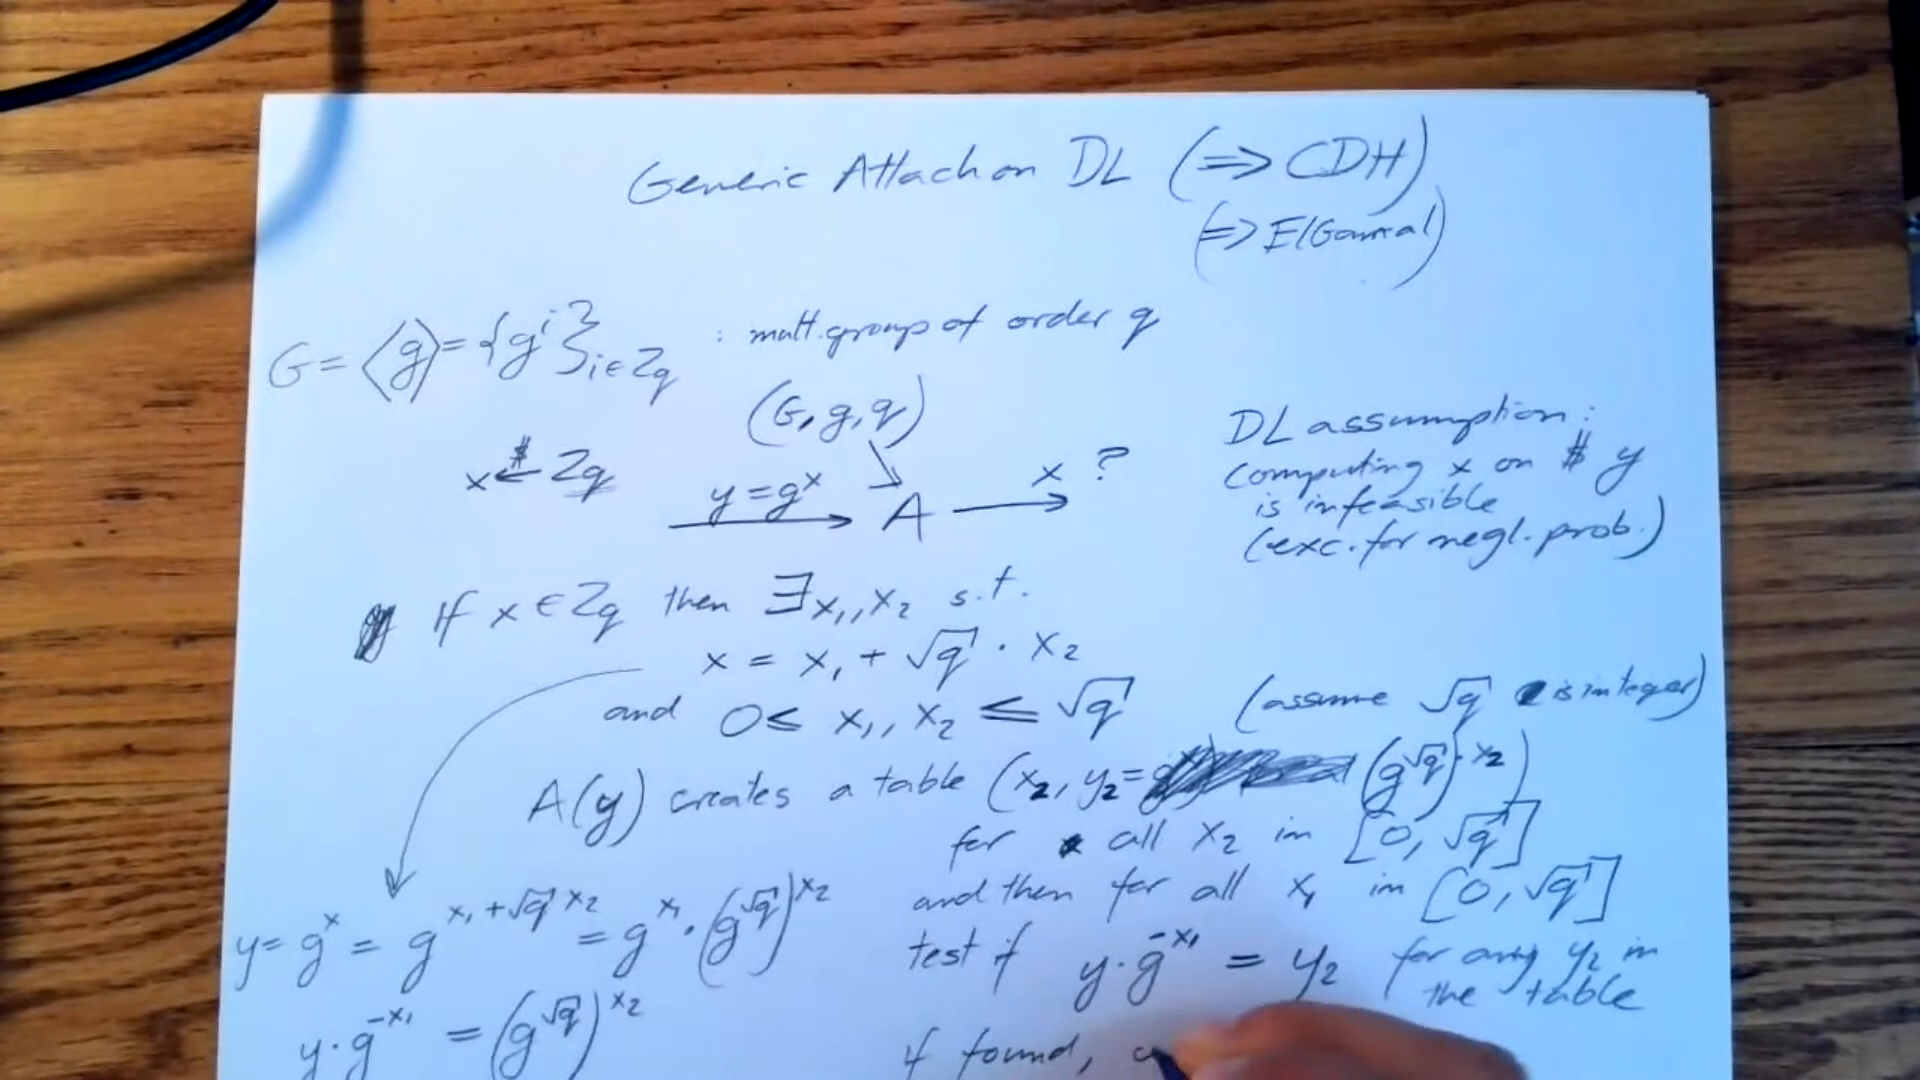 Generic Attack on DL (=> CDH)
(=> ElGamal)
G = <g> = {g^i}_{i∈Zq} : mult. group of order q
(G, g, q)
x <-$- Zq
y = g^x → A → x ?
DL assumption:
computing x on $ y
is infeasible
(exc. for negl. prob.)
If x ∈ Zq then ∃ x₁, x₂ s.t.
x = x₁ + √q · x₂
and 0 ≤ x₁, x₂ ≤ √q (assume √q is integer)
A(y) creates a table (x₂, y₂ = (g^√q)^x₂)
for all x₂ in [0, √q]
and then for all x₁ in [0, √q]
test if y · g^-x₁ = y₂ for any y₂ in
the table
if found,
y = g^x = g^(x₁ + √q x₂) = g^x₁ · (g^√q)^x₂
y · g^-x₁ = (g^√q)^x₂